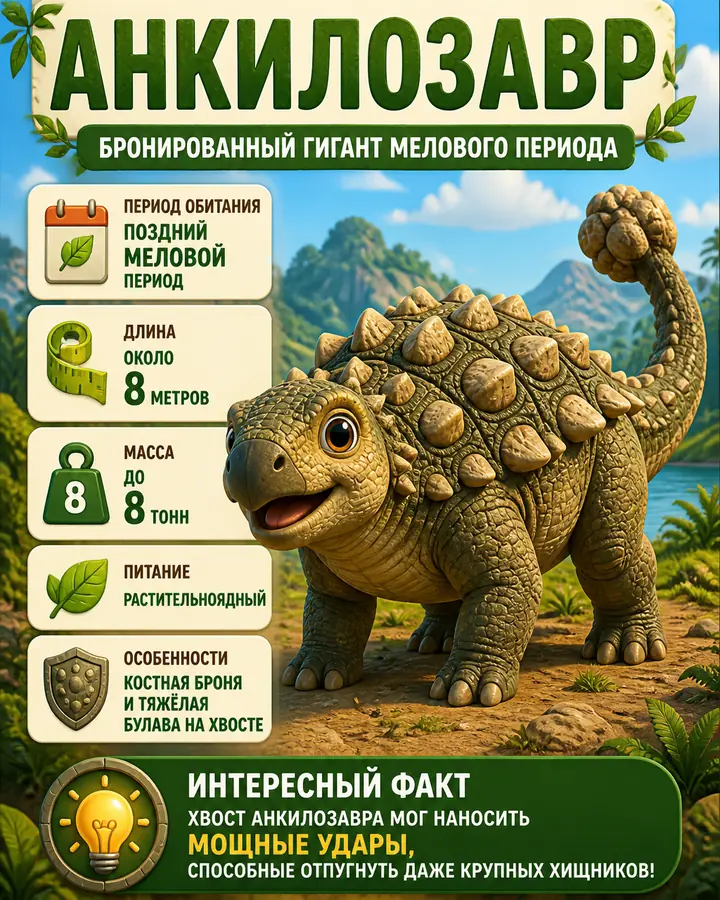 АНКИЛОЗАВР
БРОНИРОВАННЫЙ ГИГАНТ МЕЛОВОГО ПЕРИОДА
ПЕРИОД ОБИТАНИЯ
ПОЗДНИЙ
МЕЛОВОЙ
ПЕРИОД
ДЛИНА
ОКОЛО
8 МЕТРОВ
8
МАССА
ДО
8 ТОНН
ПИТАНИЕ
РАСТИТЕЛЬНОЯДНЫЙ
ОСОБЕННОСТИ
КОСТНАЯ БРОНЯ
И ТЯЖЁЛАЯ
БУЛАВА НА ХВОСТЕ
ИНТЕРЕСНЫЙ ФАКТ
ХВОСТ АНКИЛОЗАВРА МОГ НАНОСИТЬ
МОЩНЫЕ УДАРЫ,
СПОСОБНЫЕ ОТПУГНУТЬ ДАЖЕ КРУПНЫХ ХИЩНИКОВ!